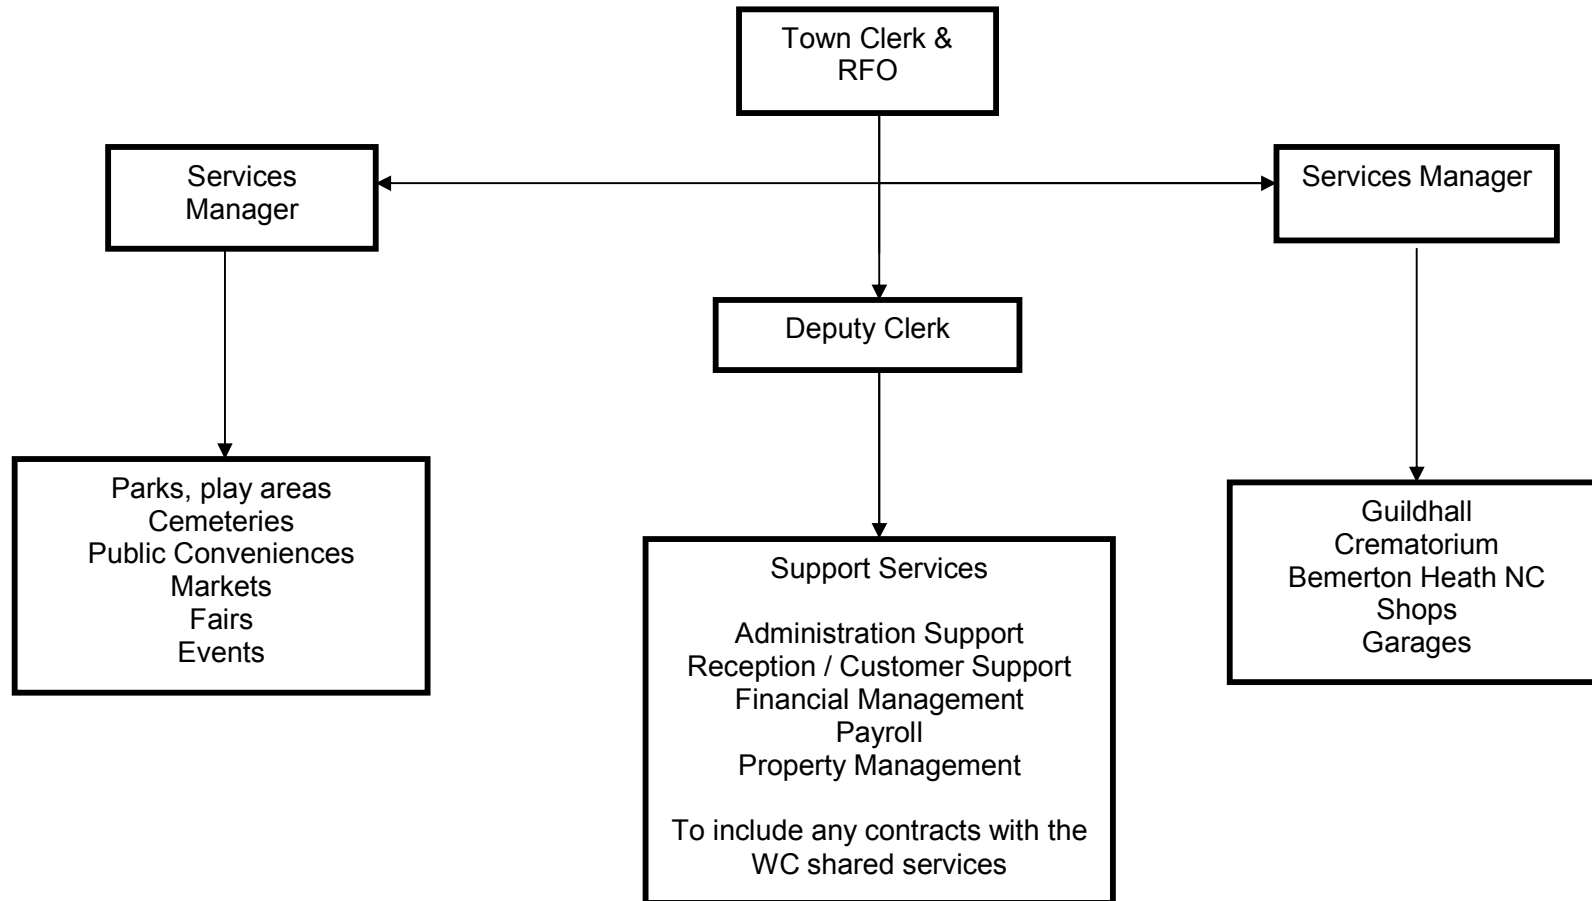 Town Clerk &
RFO
Services
Manager
Services Manager
Deputy Clerk
Parks, play areas
Cemeteries
Public Conveniences
Markets
Fairs
Events
Support Services
Administration Support
Reception / Customer Support
Financial Management
Payroll
Property Management
To include any contracts with the
WC shared services
Guildhall
Crematorium
Bemerton Heath NC
Shops
Garages